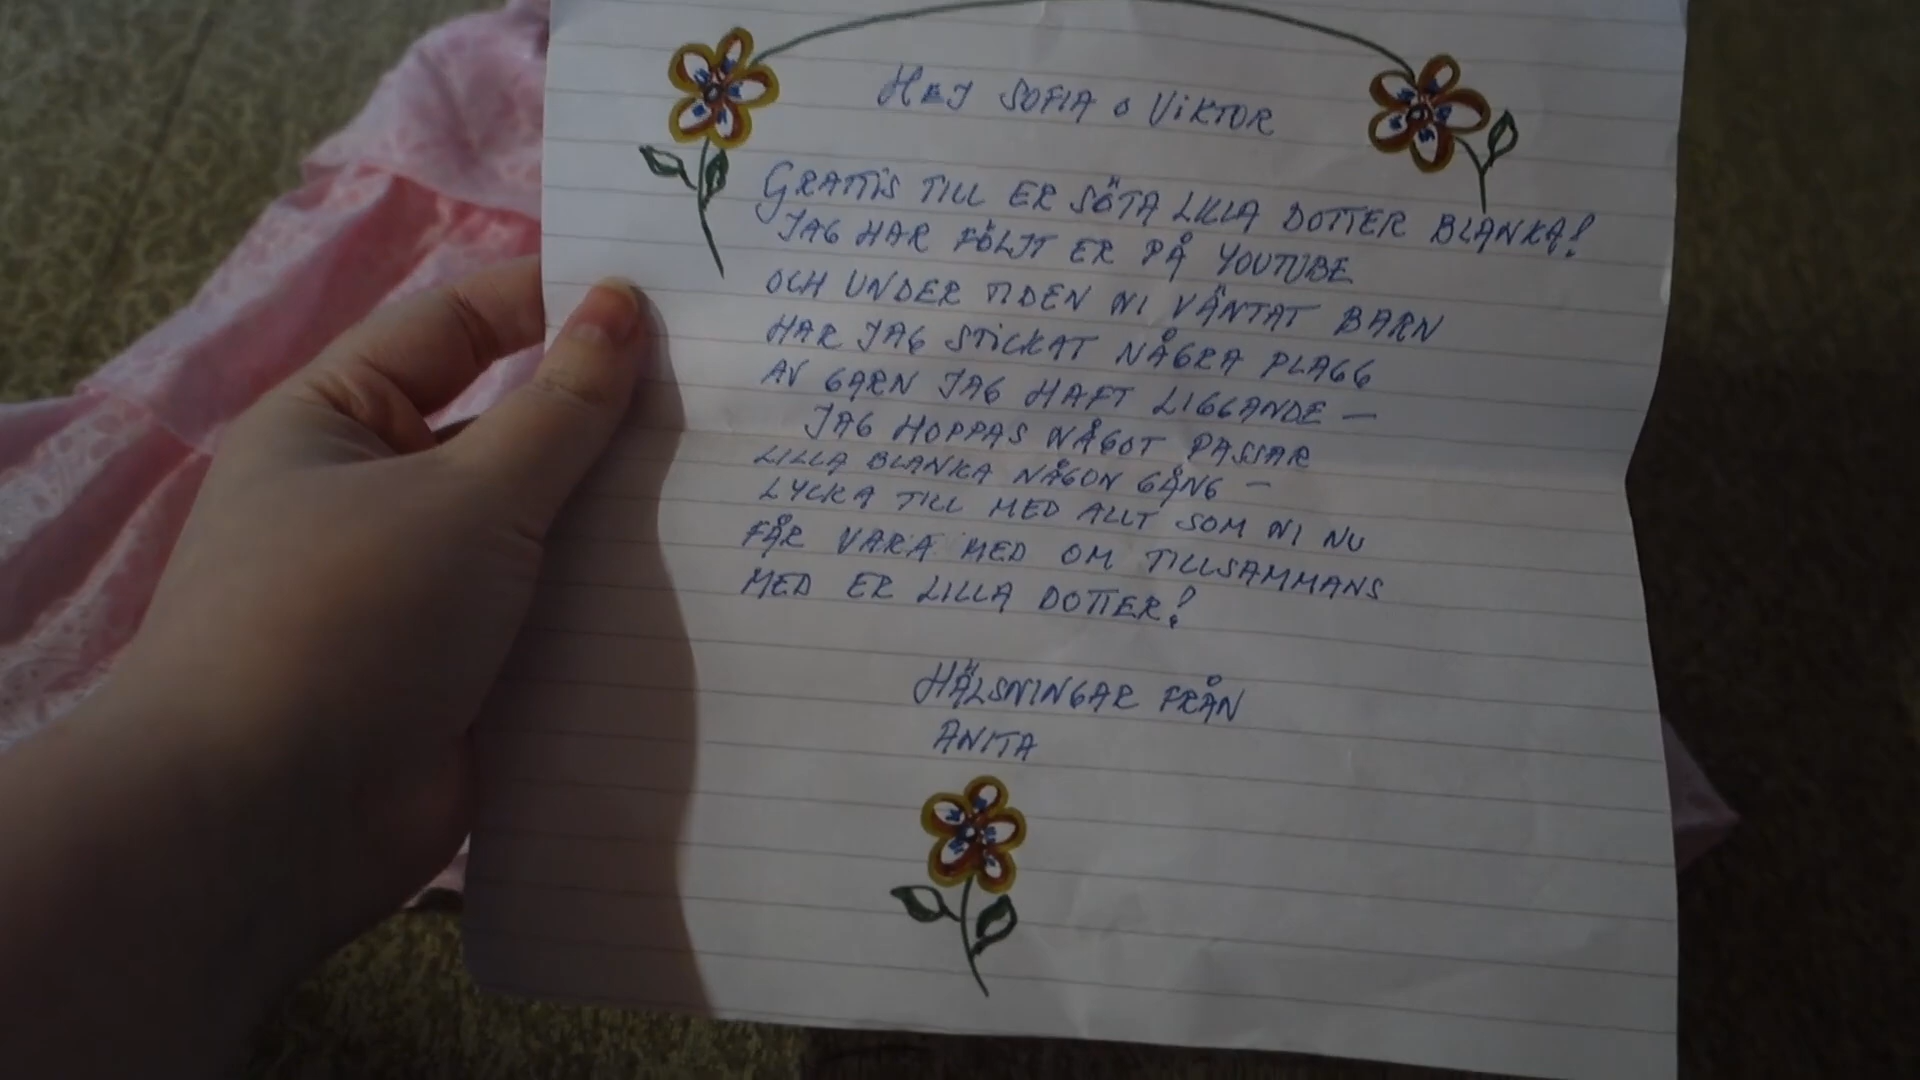 HEJ SOFIA o VIKTOR
GRATTIS TILL ER SÖTA LILLA DOTTER BLANKA!
JAG HAR FÖLJT ER PÅ YOUTUBE
OCH UNDER TIDEN NI VÄNTAT BARN
HAR JAG STICKAT NÅGRA PLAGG
AV GARN JAG HAFT LIGGANDE —
JAG HOPPAS NÅGOT PASSAR
LILLA BLANKA NÅGON GÅNG —
LYCKA TILL MED ALLT SOM NI NU
FÅR VARA MED OM TILLSAMMANS
MED ER LILLA DOTTER!
HÄLSNINGAR FRÅN
ANITA